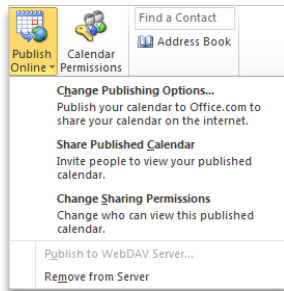 Publish
Online
Calendar
Permissions
Find a Contact
Address Book
Change Publishing Options...
Publish your calendar to Office.com to
share your calendar on the internet.
Share Published Calendar
Invite people to view your published
calendar.
Change Sharing Permissions
Change who can view this published
calendar.
Publish to WebDAV Server...
Remove from Server